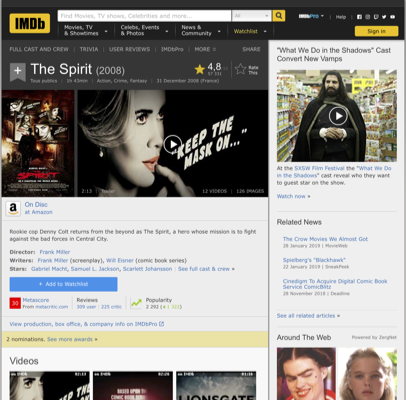 IMDb
Find Movies, TV shows, Celebrities and more...
All
IMDbPro
Help
Movies, TV
& Showtimes
Celebs, Events
& Photos
News &
Community
Watchlist
Sign in
FULL CAST AND CREW | TRIVIA | USER REVIEWS | IMDbPro | MORE
SHARE
The Spirit (2008)
Tous publics | 1h 43min | Action, Crime, Fantasy | 31 December 2008 (France)
4,8
Rate
This
"KEEP THE
MASK ON..."
2:13 | Trailer
12 VIDEOS | 126 IMAGES
On Disc
at Amazon
Rookie cop Denny Colt returns from the beyond as The Spirit, a hero whose mission is to fight
against the bad forces in Central City.
Director: Frank Miller
Writers: Frank Miller (screenplay), Will Eisner (comic book series)
Stars: Gabriel Macht, Samuel L. Jackson, Scarlett Johansson | See full cast & crew »
+ Add to Watchlist
30 Metascore
From metacritic.com
Reviews
309 user | 225 critic
Popularity
2 292
View production, box office, & company info on IMDbPro
2 nominations. See more awards »
Videos
LIONSGATE
"What We Do in the Shadows" Cast
Convert New Vamps
At the SXSW Film Festival the "What We
Do in the Shadows" cast reveal who they
want to guest star on the show.
Watch now »
Related News
The Crow Movies We Almost Got
28 January 2019 | MovieWeb
Spielberg's "Blackhawk"
22 January 2019 | SneakPeek
Cinedigm To Acquire Digital Comic Book
Service ComicBlitz
28 November 2018 | Deadline
See all related articles »
Around The Web
Powered by ZergNet